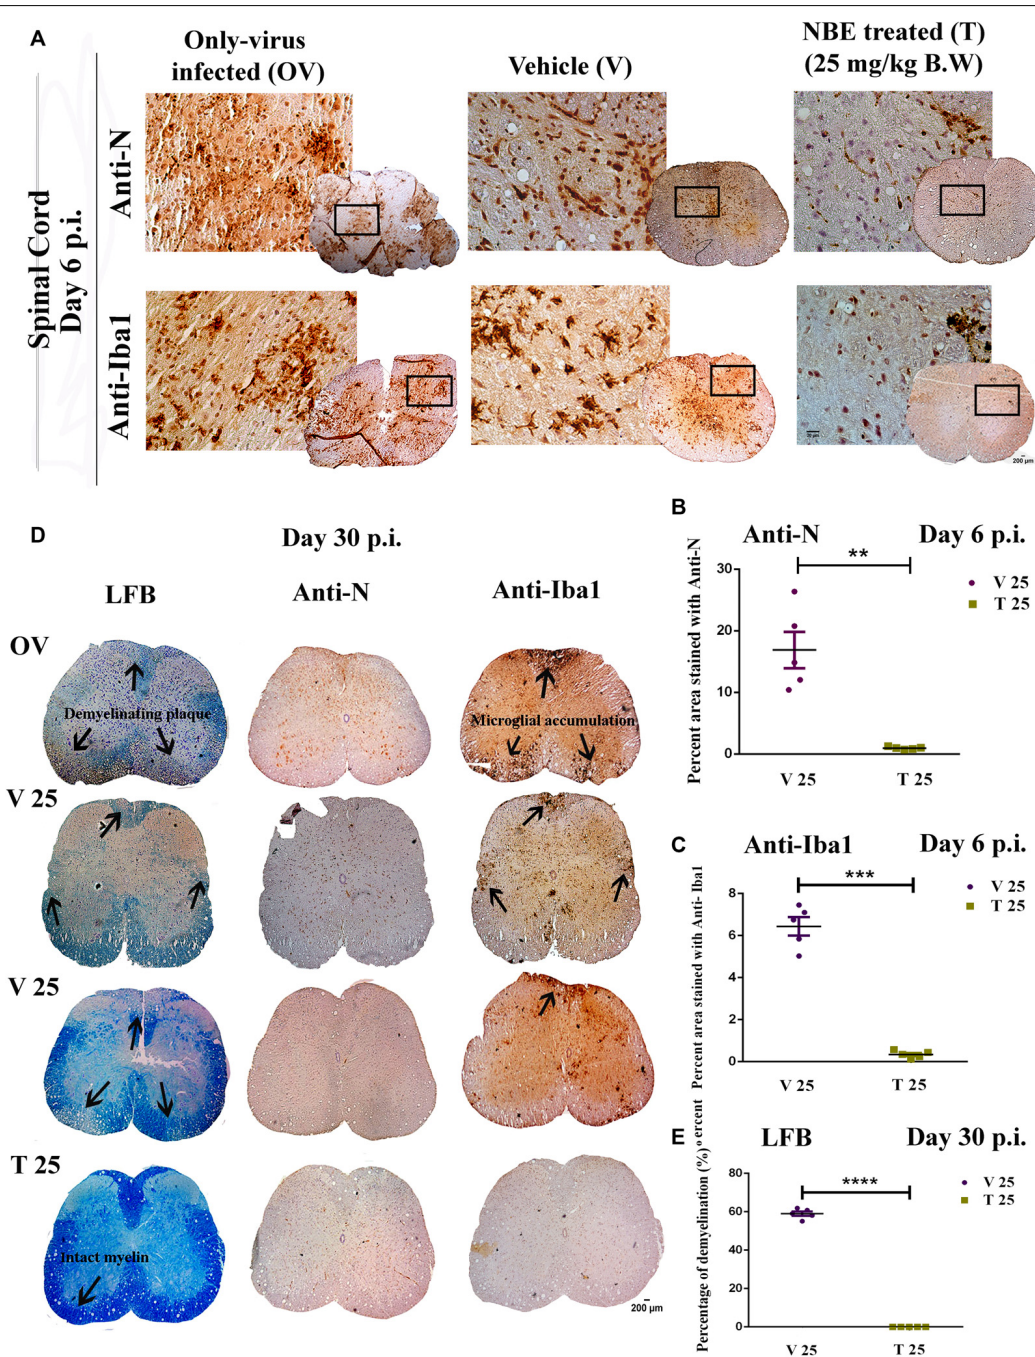 A
Only-virus
infected (OV)
Vehicle (V)
NBE treated (T)
(25 mg/kg B.W)
Spinal Cord
Day 6 p.i.
Anti-N
Anti-Iba1
200 µm
B
Anti-N
Day 6 p.i.
**
V 25
T 25
Percent area stained with Anti-N
30
20
10
0
V 25
T 25
C
Anti-Iba1
Day 6 p.i.
***
V 25
T 25
Percent area stained with Anti- Iba1
8
6
4
2
0
V 25
T 25
D
Day 30 p.i.
LFB
Anti-N
Anti-Iba1
OV
Demyelinating plaque
Microglial accumulation
V 25
V 25
T 25
Intact myelin
200 µm
E
LFB
Day 30 p.i.
****
V 25
T 25
Percentage of demyelination (%)
ercent
80
60
40
20
0
V 25
T 25